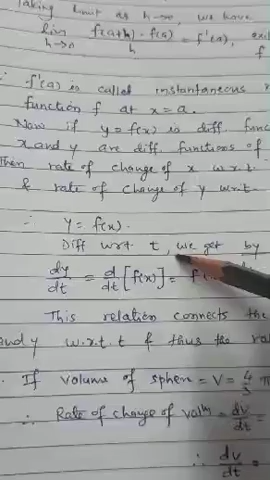 Taking limit as h→∞, we have
lim f(a+h) - f(a) = f'(a), exi
h→∞ h f
∴ f'(a) is called instantaneous
function f at x = a.
Now if y = f(x) is diff. func
x and y are diff. functions of
Then rate of change of x w.r.t.
& rate of change of y w.r.t.
∴ y = f(x).
Diff wrt t, we get by
dy/dt = d/dt [f(x)] = f'
This relation connects the
and y w.r.t. t & thus the ra
If volume of sphere = V = 4/3 π
∴ Rate of change of volm = dv/dt =
∴ dv/dt =